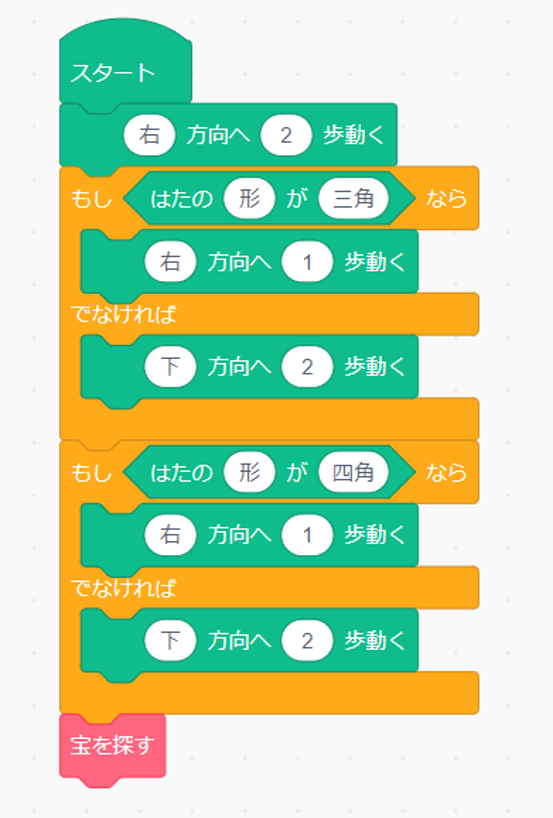 スタート
右 方向へ 2 歩動く
もし はたの 形 が 三角 なら
右 方向へ 1 歩動く
でなければ
下 方向へ 2 歩動く
もし はたの 形 が 四角 なら
右 方向へ 1 歩動く
でなければ
下 方向へ 2 歩動く
宝を探す